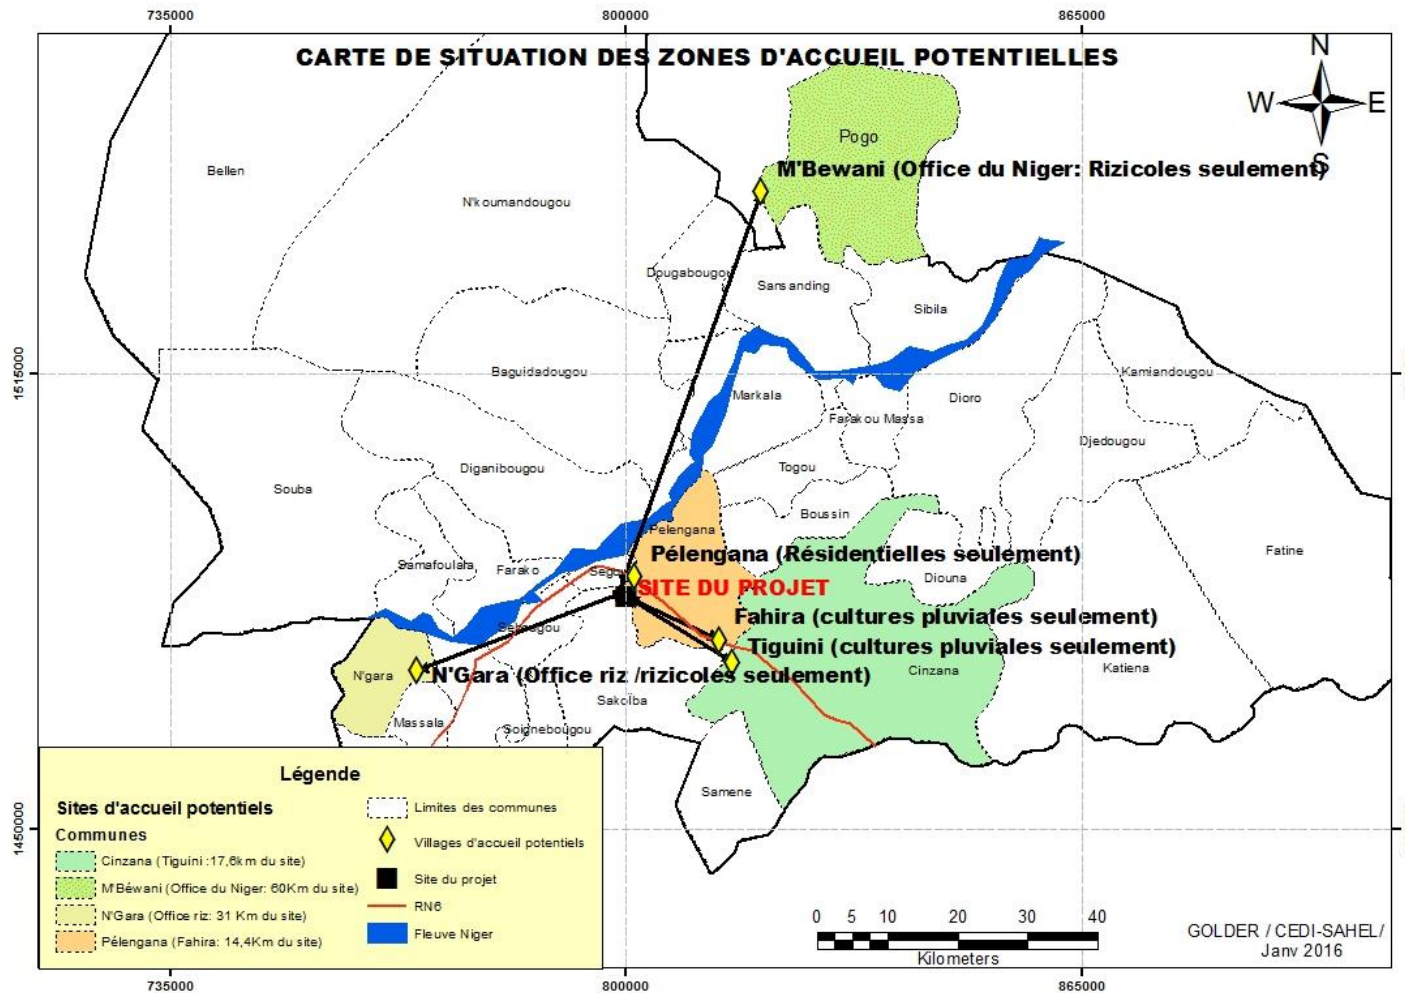 735000
800000
865000
CARTE DE SITUATION DES ZONES D'ACCUEIL POTENTIELLES
N
W
E
S
Pogo
Bellen
M'Bewani (Office du Niger: Rizicoles seulement)
N'koumandougou
Dougabougou
Sansanding
Sibila
1515000
Baguidadougou
Kamiandougou
Markala
Dioro
Farakou Massa
Djedougou
Diganibougou
Togou
Souba
Boussin
Pelengana
Fatine
Pélengana (Résidentielles seulement)
Samafoulala
Farako
Segou
Diouna
SITE DU PROJET
Fahira (cultures pluviales seulement)
Sebougou
Tiguini (cultures pluviales seulement)
Cinzana
Katiena
N'gara
N'Gara (Office riz /rizicoles seulement)
Sakoïba
Massala
Soignebougou
Samene
1450000
Légende
Sites d'accueil potentiels
Communes
Cinzana (Tiguini :17,6km du site)
M'Béwani (Office du Niger: 60Km du site)
N'Gara (Office riz: 31 Km du site)
Pélengana (Fahira: 14,4Km du site)
Limites des communes
Villages d'accueil potentiels
Site du projet
RN6
Fleuve Niger
0 5 10 20 30 40
Kilometers
GOLDER / CEDI-SAHEL/
Janv 2016
735000
800000
865000